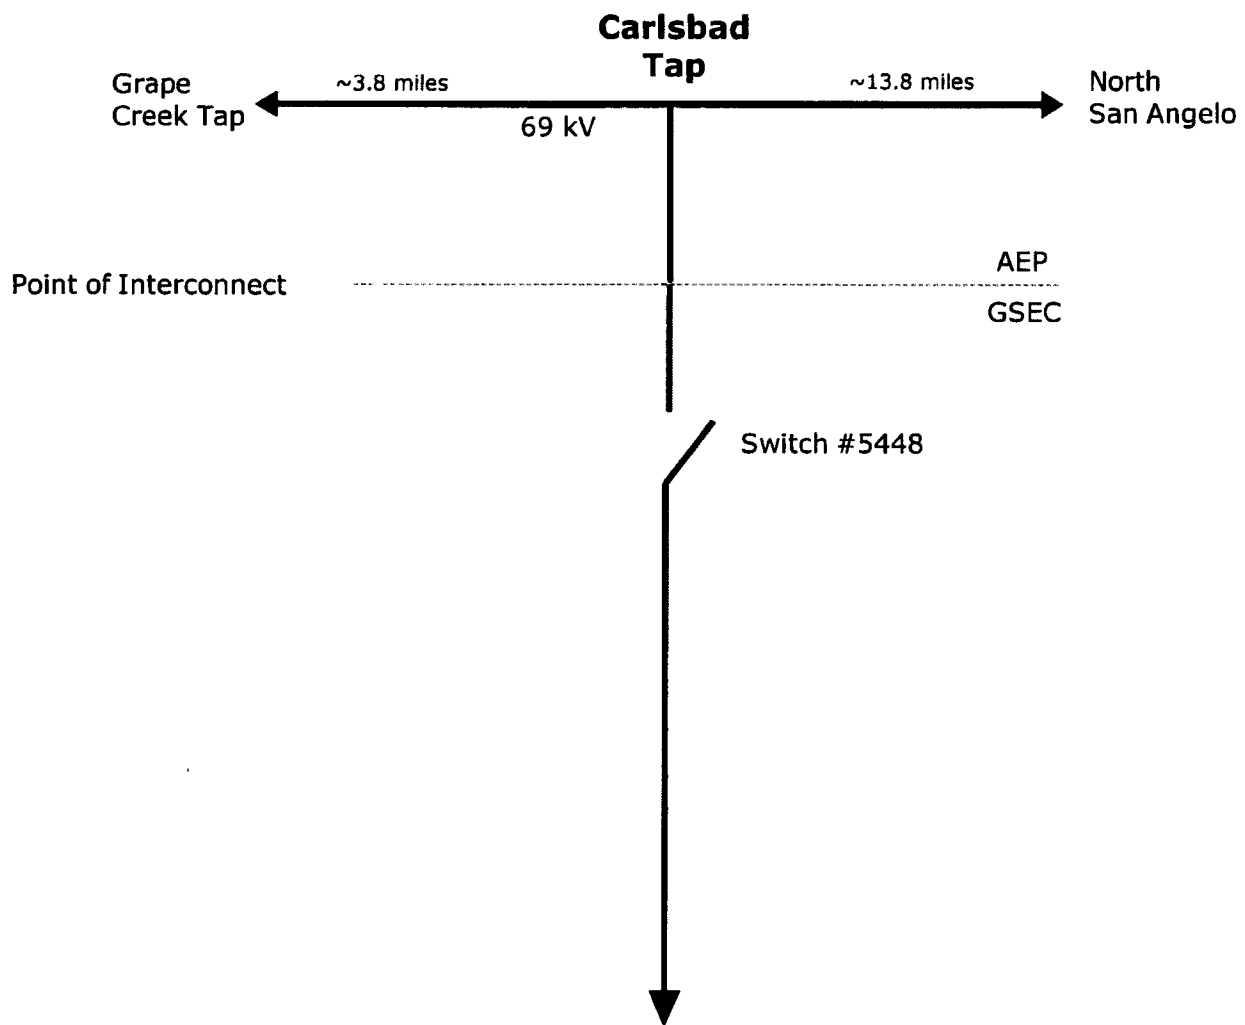 Carlsbad
Tap
Grape
Creek Tap
~3.8 miles
~13.8 miles
North
San Angelo
69 kV
Point of Interconnect
AEP
GSEC
Switch #5448